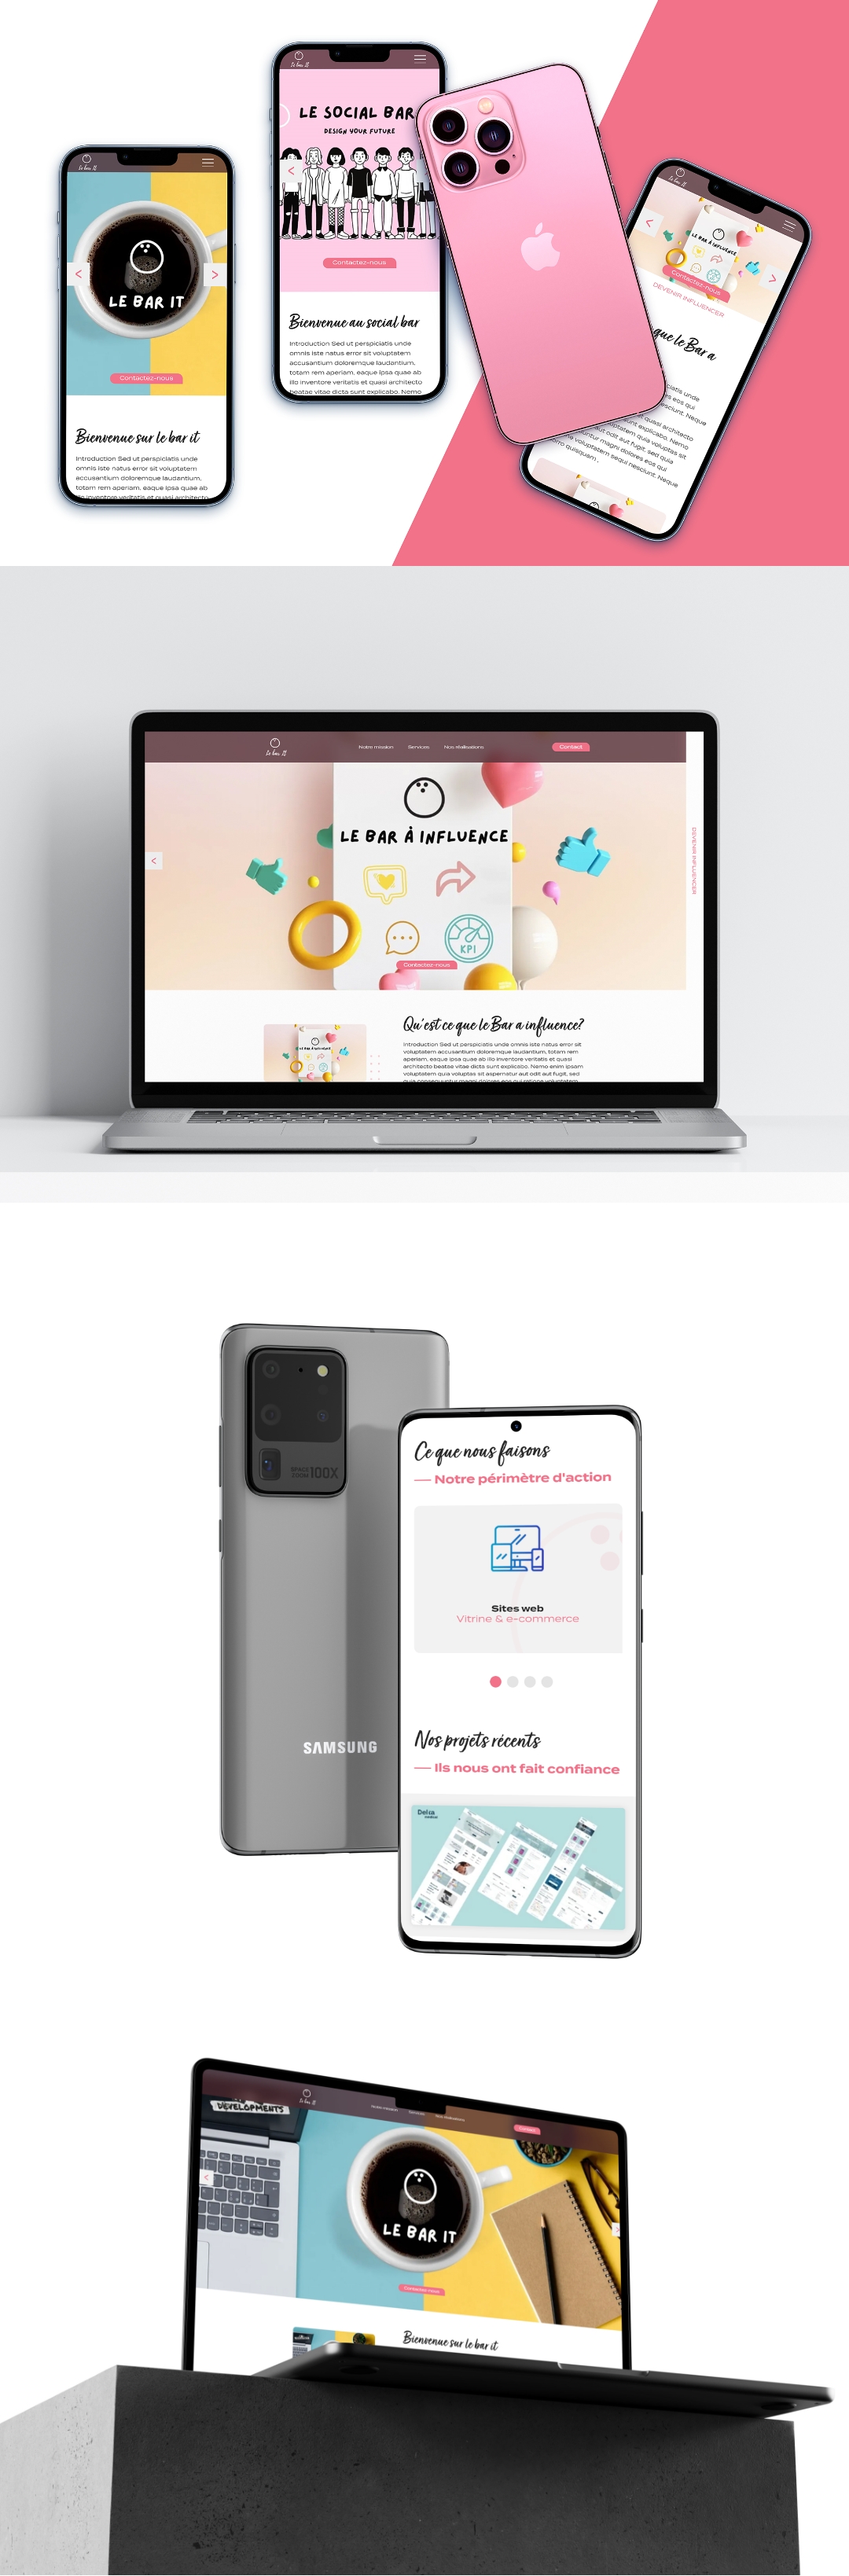 Le bar It
LE BAR IT
Contactez-nous
Bienvenue sur le bar it
Introduction Sed ut perspiciatis unde
omnis iste natus error sit voluptatem
accusantium doloremque laudantium,
totam rem aperiam, eaque ipsa quae ab
illo inventore veritatis et quasi architecto
Le bar It
LE SOCIAL BAR
DESIGN YOUR FUTURE
Contactez-nous
Bienvenue au social bar
Introduction Sed ut perspiciatis unde
omnis iste natus error sit voluptatem
accusantium doloremque laudantium,
totam rem aperiam, eaque ipsa quae ab
illo inventore veritatis et quasi architecto
beatae vitae dicta sunt explicabo. Nemo
Le bar It
LE BAR À INFLUENCE
Contactez-nous
DEVENIR INFLUENCER
que le Bar a
Le bar It
Notre mission
Services
Nos réalisations
Contact
LE BAR À INFLUENCE
KPI
Contactez-nous
DEVENIR INFLUENCER
Qu'est ce que le Bar a influence?
Introduction Sed ut perspiciatis unde omnis iste natus error sit
voluptatem accusantium doloremque laudantium, totam rem
aperiam, eaque ipsa quae ab illo inventore veritatis et quasi
architecto beatae vitae dicta sunt explicabo. Nemo enim ipsam
voluptatem quia voluptas sit aspernatur aut odit aut fugit, sed
quia consequuntur magni dolores eos qui ratione voluptatem
SPACE
ZOOM 100X
SAMSUNG
Ce que nous faisons
Notre périmètre d'action
Sites web
Vitrine & e-commerce
Nos projets récents
Ils nous ont fait confiance
DEVELOPMENTS
Le bar It
Notre mission
Services
Nos réalisations
Contact
LE BAR IT
Contactez-nous
Bienvenue sur le bar it